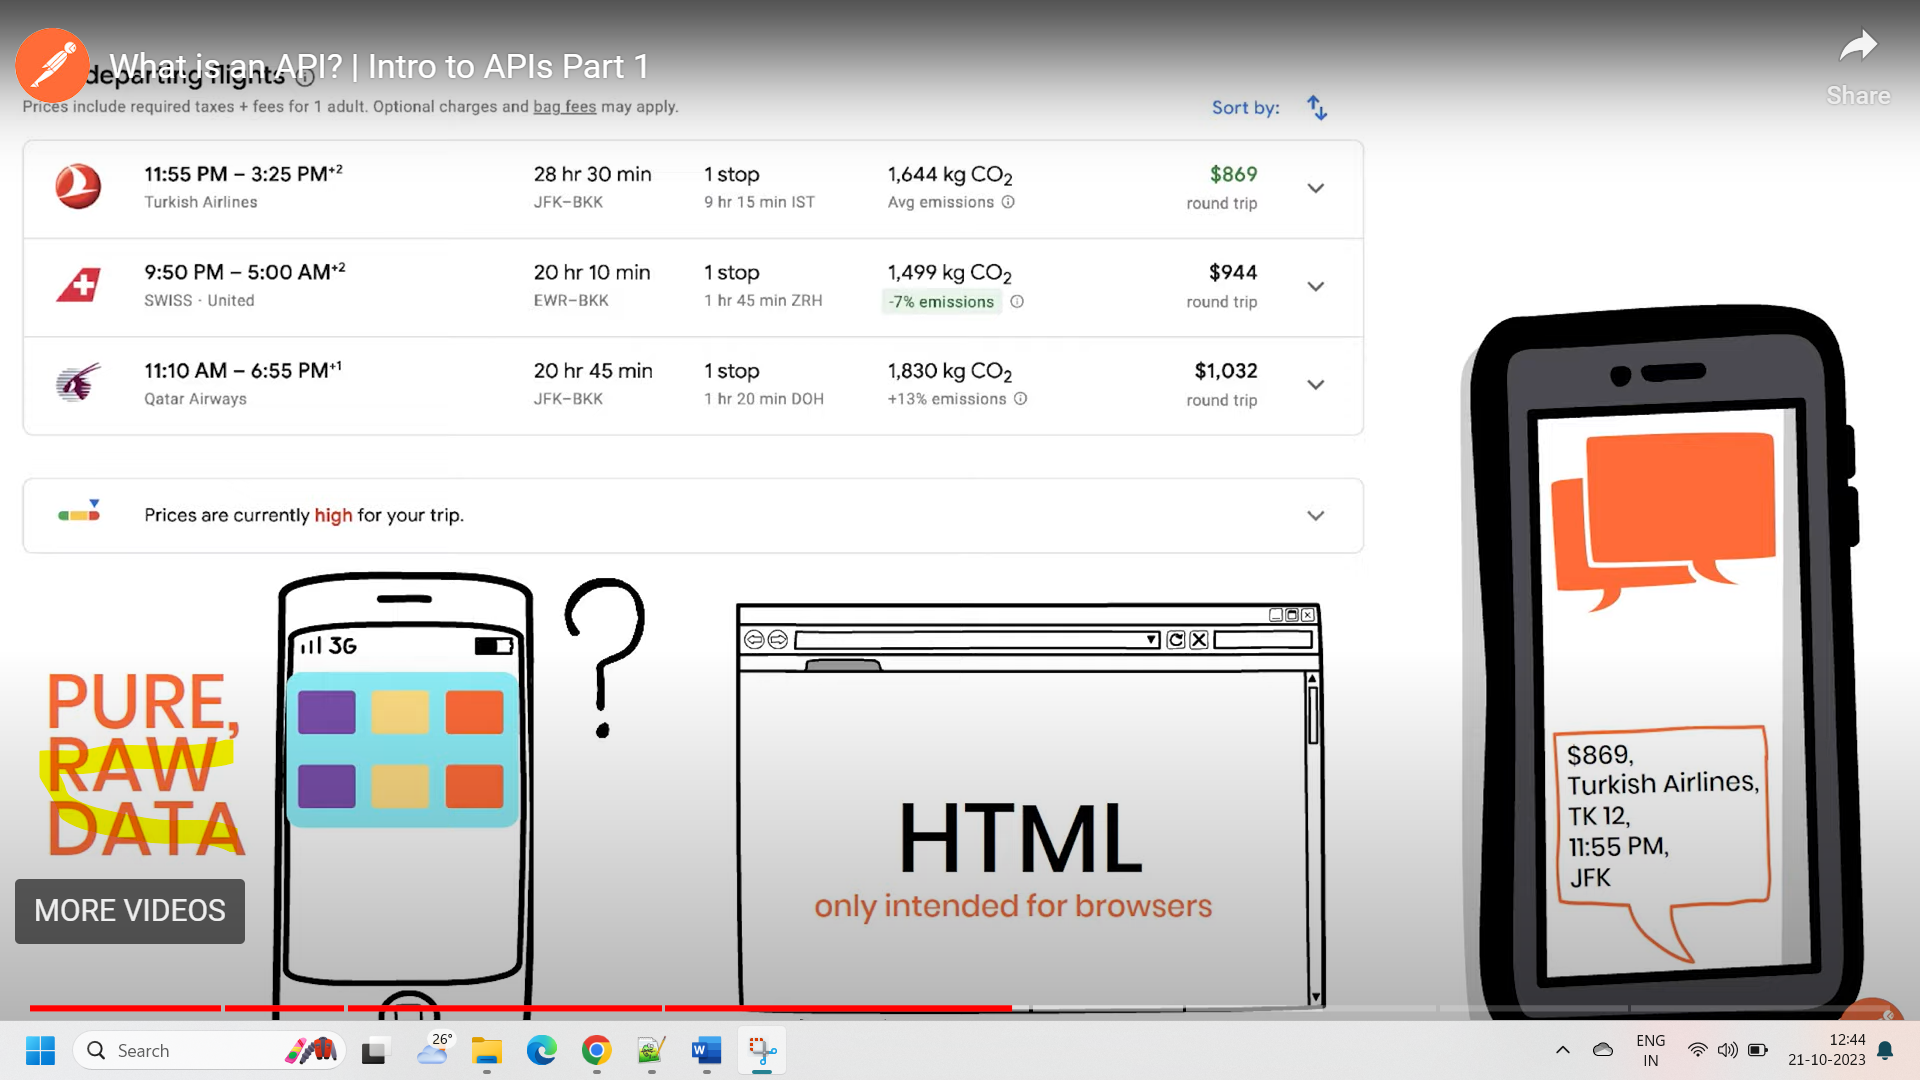 What is an API? | Intro to APIs Part 1
departing flights
Share
Prices include required taxes + fees for 1 adult. Optional charges and bag fees may apply.
Sort by:
11:55 PM – 3:25 PM+2 28 hr 30 min 1 stop 1,644 kg CO2 $869
Turkish Airlines JFK–BKK 9 hr 15 min IST Avg emissions round trip
9:50 PM – 5:00 AM+2 20 hr 10 min 1 stop 1,499 kg CO2 $944
SWISS · United EWR–BKK 1 hr 45 min ZRH -7% emissions round trip
11:10 AM – 6:55 PM+1 20 hr 45 min 1 stop 1,830 kg CO2 $1,032
Qatar Airways JFK–BKK 1 hr 20 min DOH +13% emissions round trip
Prices are currently high for your trip.
3G
PURE,
RAW
DATA
HTML
only intended for browsers
$869,
Turkish Airlines,
TK 12,
11:55 PM,
JFK
MORE VIDEOS
Search
26°
ENG
IN
12:44
21-10-2023